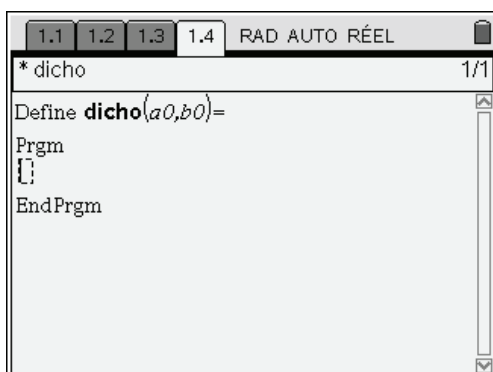 1.1 1.2 1.3 1.4 RAD AUTO RÉEL
* dicho 1/1
Define dicho(a0,b0)=
Prgm
EndPrgm